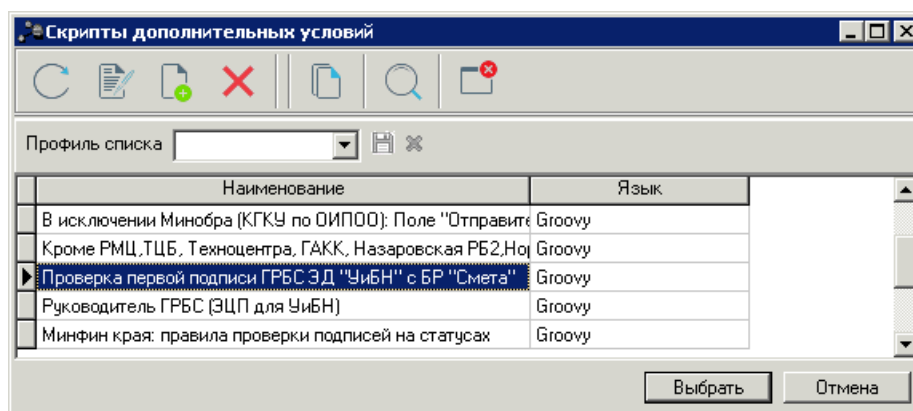 Скрипты дополнительных условий
Профиль списка
Наименование Язык
В исключении Минобра (КГКУ по ОИПОО): Поле "Отправите Groovy
Кроме РМЦ,ТЦБ, Техноцентра, ГАКК, Назаровская РБ2,Нор Groovy
Проверка первой подписи ГРБС ЭД "УиБН" с БР "Смета" Groovy
Руководитель ГРБС (ЭЦП для УиБН) Groovy
Минфин края: правила проверки подписей на статусах Groovy
Выбрать Отмена